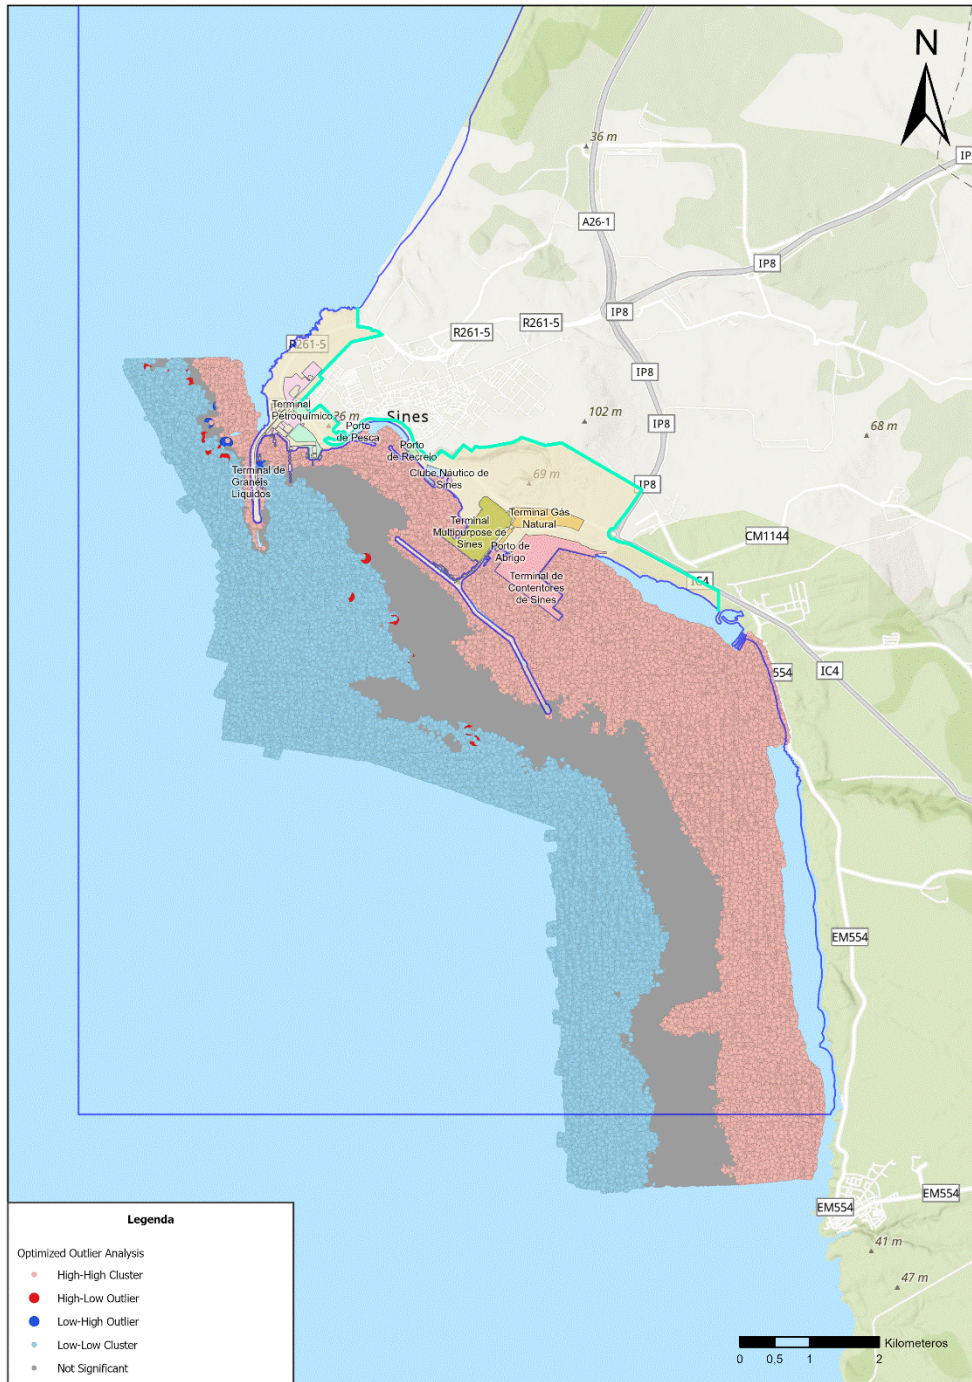 N
36 m
IP
A26-1
IP8
IP8
R261-5
R261-5
R261-5
IP8
Terminal
Petroquímico
26 m
Sines
102 m
68 m
IP8
Porto
de Pesca
Porto
de Recreio
Clube Náutico de
Sines
69 m
IP8
Terminal de
Granéis
Líquidos
Terminal Gás
Natural
Terminal
Multipurpose de
Sines
Porto de
Abrigo
CM1144
Terminal de
Contentores
de Sines
IC4
554
IC4
EM554
EM554
EM554
41 m
47 m
Legenda
Optimized Outlier Analysis
High-High Cluster
High-Low Outlier
Low-High Outlier
Low-Low Cluster
Not Significant
Kilometeros
0 0,5 1 2